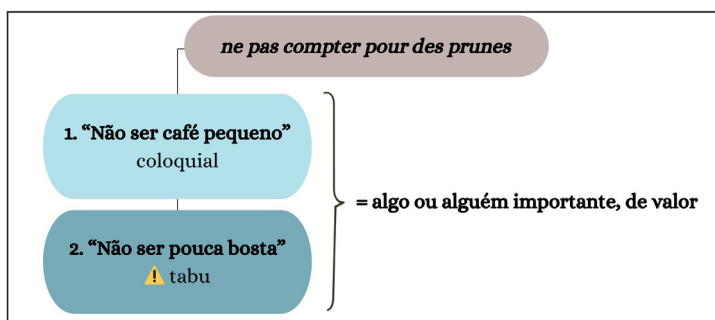 ne pas compter pour des prunes
1. “Não ser café pequeno”
coloquial
= algo ou alguém importante, de valor
2. “Não ser pouca bosta”
⚠️ tabu